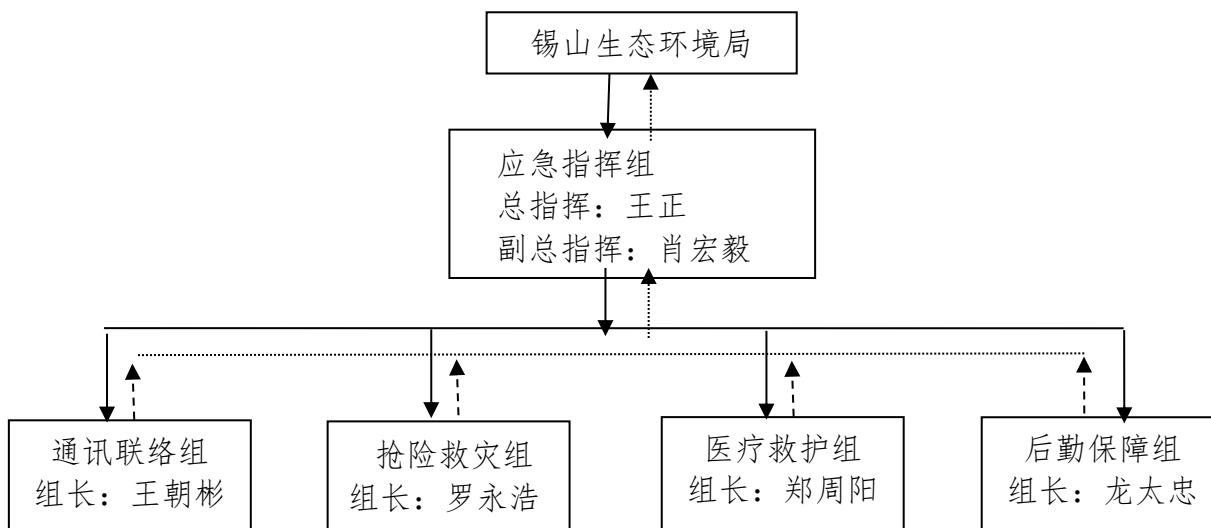 锡山生态环境局
应急指挥组
总指挥：王正
副总指挥：肖宏毅
通讯联络组
组长：王朝彬
抢险救灾组
组长：罗永浩
医疗救护组
组长：郑周阳
后勤保障组
组长：龙太忠